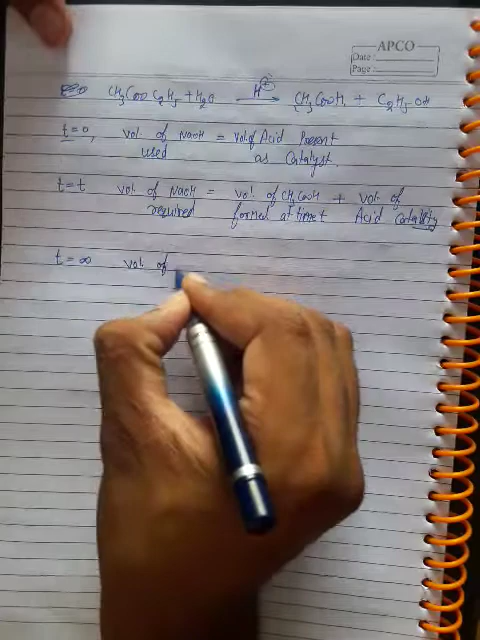 APCO
Date:
Page:
CH3COOC2H5 + H2O —H⊕→ CH3COOH + C2H5-OH
t=0, vol. of NaOH = vol. of Acid Present
used as Catalyst.
t=t vol. of NaOH = vol. of CH3COOH + vol. of
required formed at time t Acid Catalyst
t=∞ vol. of